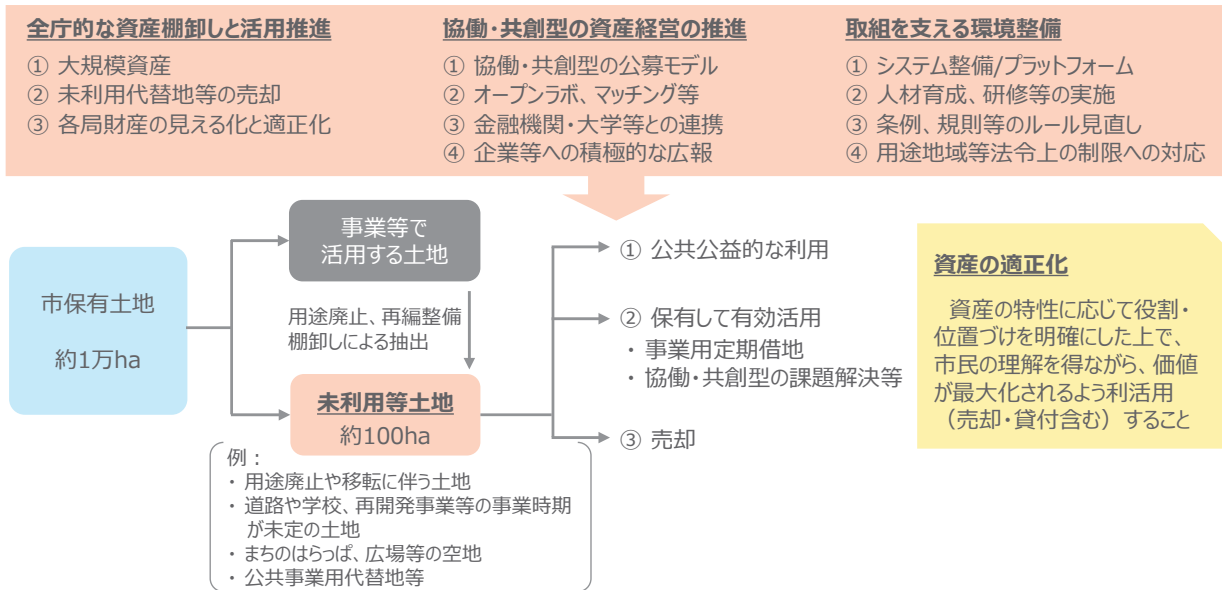 全庁的な資産棚卸しと活用推進
① 大規模資産
② 未利用代替地等の売却
③ 各局財産の見える化と適正化
協働・共創型の資産経営の推進
① 協働・共創型の公募モデル
② オープンラボ、マッチング等
③ 金融機関・大学等との連携
④ 企業等への積極的な広報
取組を支える環境整備
① システム整備/プラットフォーム
② 人材育成、研修等の実施
③ 条例、規則等のルール見直し
④ 用途地域等法令上の制限への対応
市保有土地
約1万ha
事業等で
活用する土地
用途廃止、再編整備
棚卸しによる抽出
未利用等土地
約100ha
例：
・ 用途廃止や移転に伴う土地
・ 道路や学校、再開発事業等の事業時期
が未定の土地
・ まちのはらっぱ、広場等の空地
・ 公共事業用代替地等
① 公共公益的な利用
② 保有して有効活用
・ 事業用定期借地
・ 協働・共創型の課題解決等
③ 売却
資産の適正化
資産の特性に応じて役割・
位置づけを明確にした上で、
市民の理解を得ながら、価値
が最大化されるよう利活用
（売却・貸付含む）すること